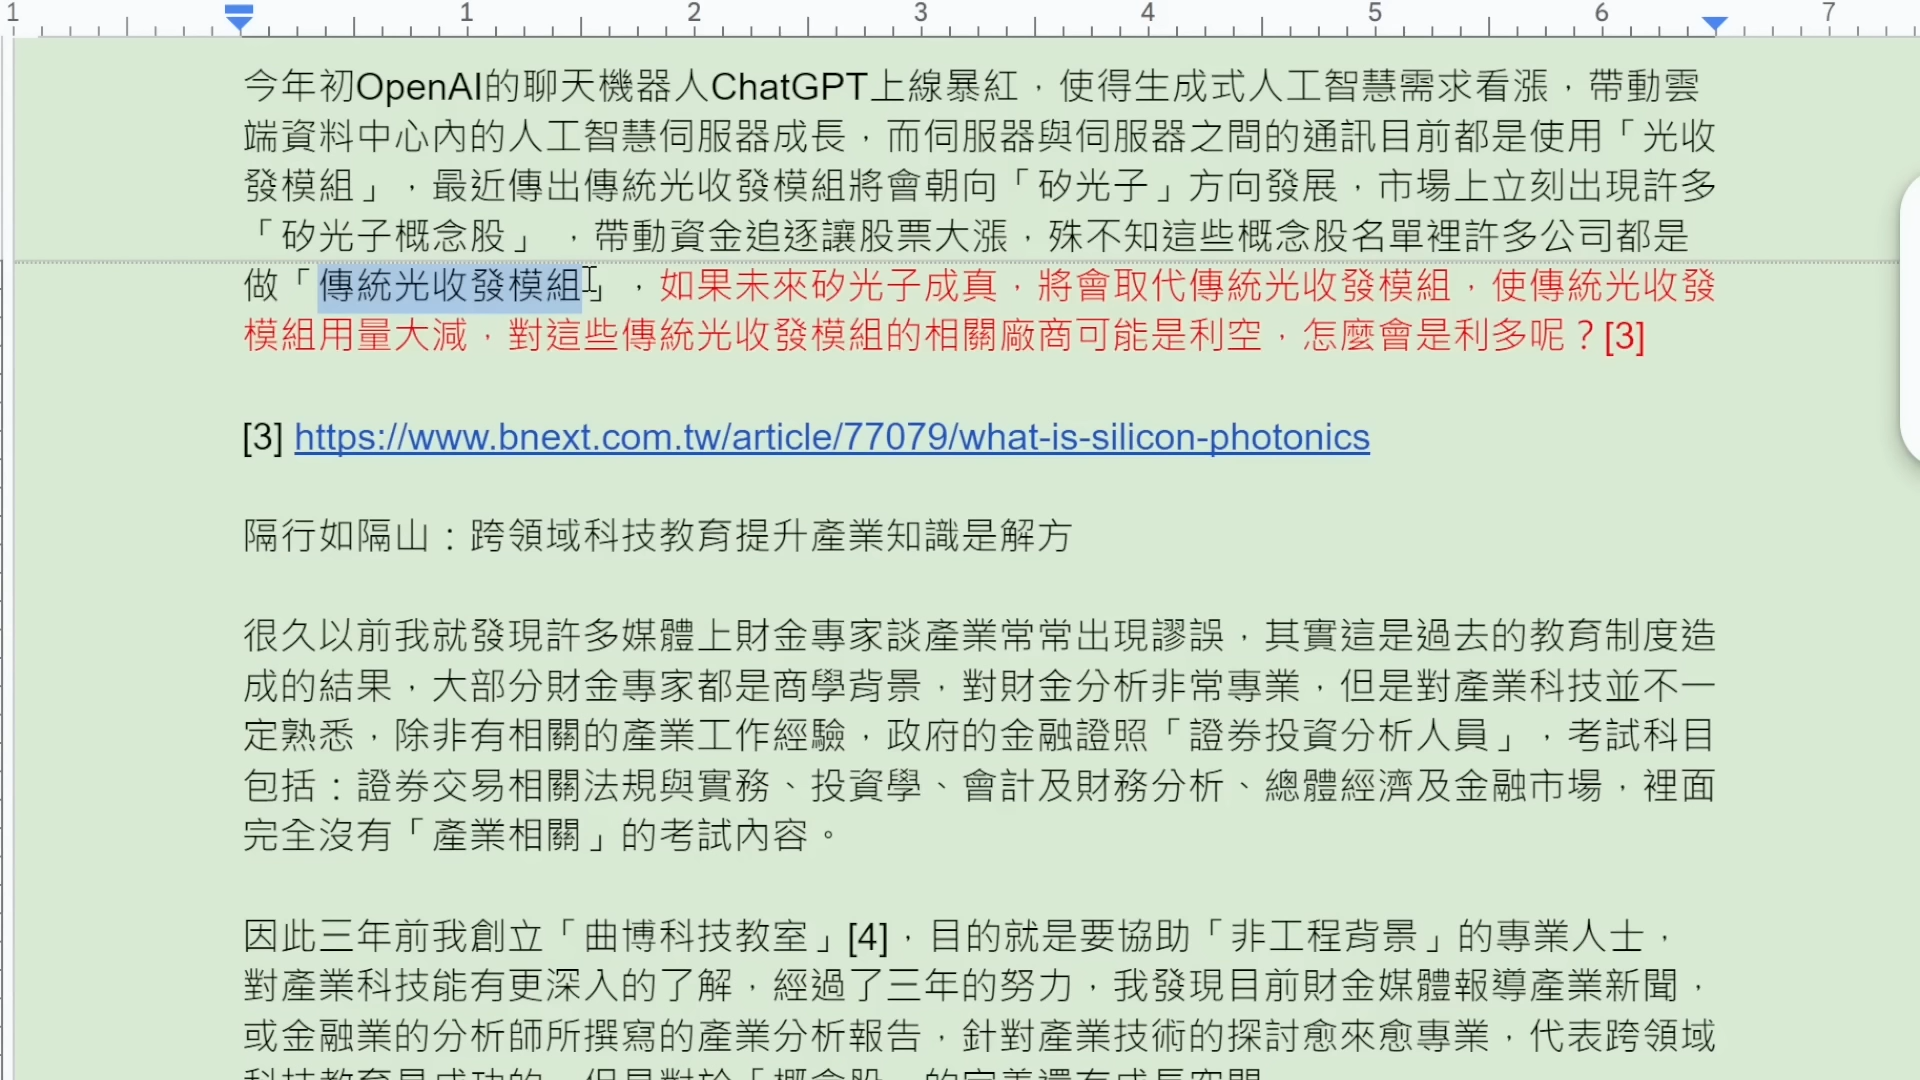 1 1 2 3 4 5 6 7
今年初OpenAI的聊天機器人ChatGPT上線暴紅，使得生成式人工智慧需求看漲，帶動雲
端資料中心內的人工智慧伺服器成長，而伺服器與伺服器之間的通訊目前都是使用「光收
發模組」，最近傳出傳統光收發模組將會朝向「矽光子」方向發展，市場上立刻出現許多
「矽光子概念股」 ，帶動資金追逐讓股票大漲，殊不知這些概念股名單裡許多公司都是
做「傳統光收發模組」，如果未來矽光子成真，將會取代傳統光收發模組，使傳統光收發
模組用量大減，對這些傳統光收發模組的相關廠商可能是利空，怎麼會是利多呢？[3]
[3] https://www.bnext.com.tw/article/77079/what-is-silicon-photonics
隔行如隔山：跨領域科技教育提升產業知識是解方
很久以前我就發現許多媒體上財金專家談產業常常出現謬誤，其實這是過去的教育制度造
成的結果，大部分財金專家都是商學背景，對財金分析非常專業，但是對產業科技並不一
定熟悉，除非有相關的產業工作經驗，政府的金融證照「證券投資分析人員」，考試科目
包括：證券交易相關法規與實務、投資學、會計及財務分析、總體經濟及金融市場，裡面
完全沒有「產業相關」的考試內容。
因此三年前我創立「曲博科技教室」[4]，目的就是要協助「非工程背景」的專業人士，
對產業科技能有更深入的了解，經過了三年的努力，我發現目前財金媒體報導產業新聞，
或金融業的分析師所撰寫的產業分析報告，針對產業技術的探討愈來愈專業，代表跨領域
科技教育是成功的，但是對於「概念股」的定義還有成長空間